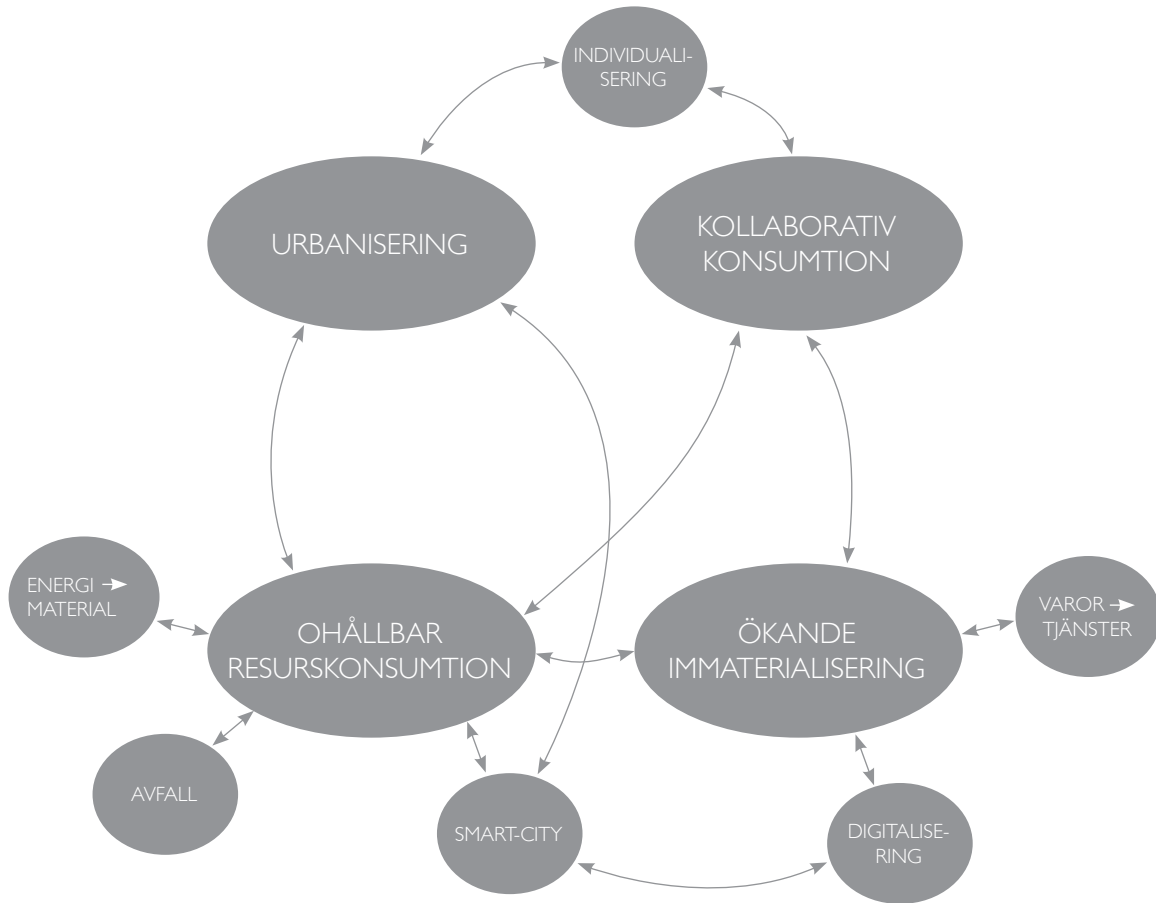 INDIVIDUALI-
SERING
URBANISERING
KOLLABORATIV
KONSUMTION
ENERGI →
MATERIAL
OHÅLLBAR
RESURSKONSUMTION
ÖKANDE
IMMATERIALISERING
VAROR →
TJÄNSTER
AVFALL
SMART-CITY
DIGITALISE-
RING